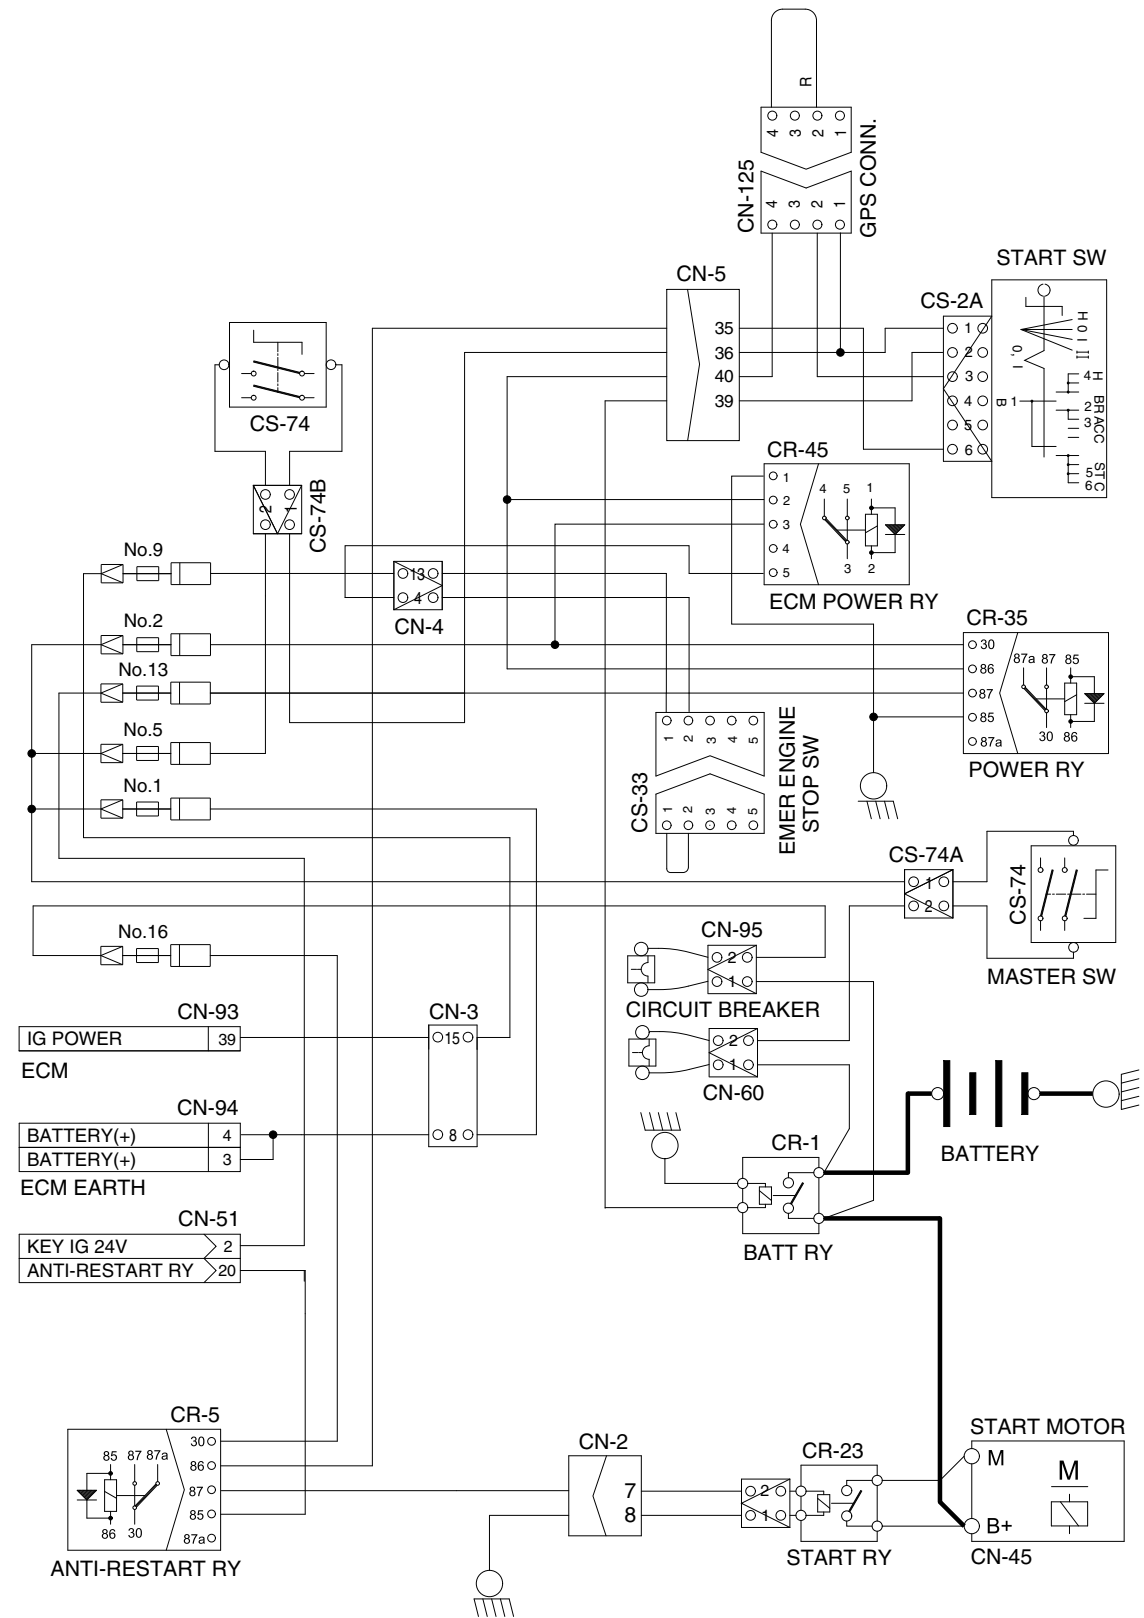 R
4 3 2 1
CN-125
GPS CONN.
4 3 2 1
START SW
CN-5
CS-2A
35
36
40
39
1
2
3
4
5
6
H 0 I II
0, I
H 4
B 1
BR 2
ACC 3
ST 5
C 6
CS-74
CS-74B
2 1
CR-45
1
2
3
4
5
4 5 1
3 2
ECM POWER RY
No.9
13
4
CN-4
No.2
No.13
No.5
No.1
CR-35
30
86
87
85
87a
87a 87 85
30 86
POWER RY
1 2 3 4 5
CS-33
EMER ENGINE
STOP SW
1 2 3 4 5
CS-74A
1
2
CS-74
MASTER SW
No.16
CN-95
2
1
CIRCUIT BREAKER
2
1
CN-60
CN-93
IG POWER 39
ECM
CN-3
15
8
CN-94
BATTERY(+) 4
BATTERY(+) 3
ECM EARTH
BATTERY
CR-1
BATT RY
CN-51
KEY IG 24V 2
ANTI-RESTART RY 20
CR-5
30
86
87
85
87a
85 87 87a
86 30
ANTI-RESTART RY
CN-2
7
8
CR-23
2
1
START RY
START MOTOR
M
M
B+
CN-45